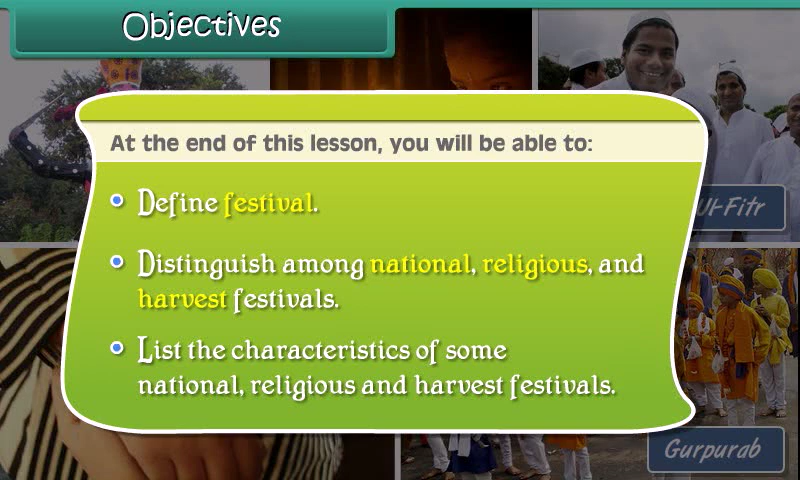 Objectives
At the end of this lesson, you will be able to:
Define festival.
Distinguish among national, religious, and
harvest festivals.
List the characteristics of some
national, religious and harvest festivals.
Ul-Fitr
Gurpurab